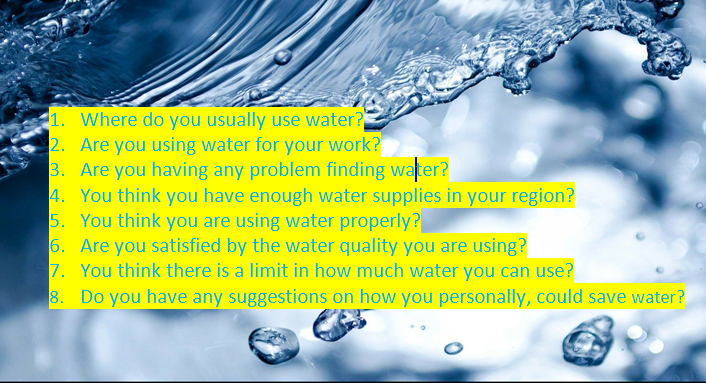 1. Where do you usually use water?
2. Are you using water for your work?
3. Are you having any problem finding water?
4. You think you have enough water supplies in your region?
5. You think you are using water properly?
6. Are you satisfied by the water quality you are using?
7. You think there is a limit in how much water you can use?
8. Do you have any suggestions on how you personally, could save water?